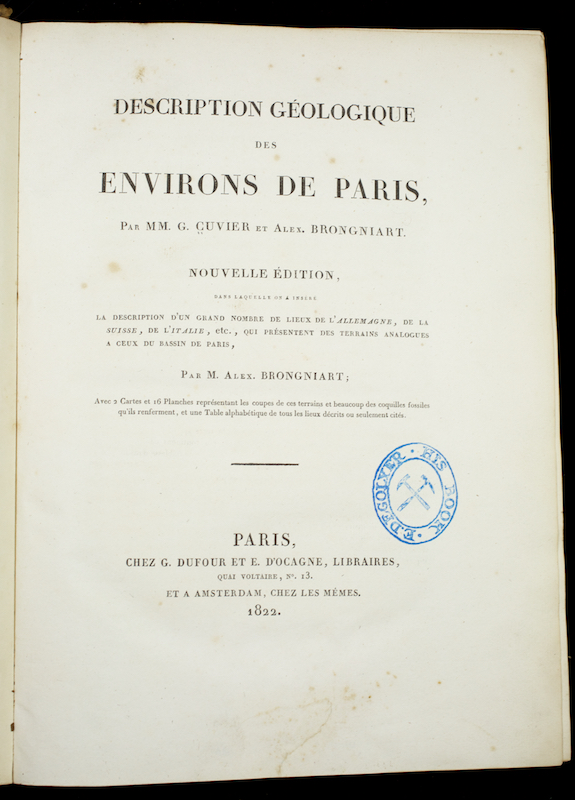 DESCRIPTION GÉOLOGIQUE
DES
ENVIRONS DE PARIS,
PAR MM. G. CUVIER ET ALEX. BRONGNIART.
NOUVELLE ÉDITION,
DANS LAQUELLE ON A INSÉRÉ
LA DESCRIPTION D'UN GRAND NOMBRE DE LIEUX DE L'ALLEMAGNE, DE LA
SUISSE, DE L'ITALIE, etc., QUI PRÉSENTENT DES TERRAINS ANALOGUES
A CEUX DU BASSIN DE PARIS,
PAR M. ALEX. BRONGNIART;
Avec 2 Cartes et 16 Planches représentant les coupes de ces terrains et beaucoup des coquilles fossiles
qu'ils renferment, et une Table alphabétique de tous les lieux décrits ou seulement cités.
E. DEGOLYER · HIS BOOK ·
PARIS,
CHEZ G. DUFOUR ET E. D'OCAGNE, LIBRAIRES,
QUAI VOLTAIRE, Nº. 13.
ET A AMSTERDAM, CHEZ LES MÊMES.
1822.